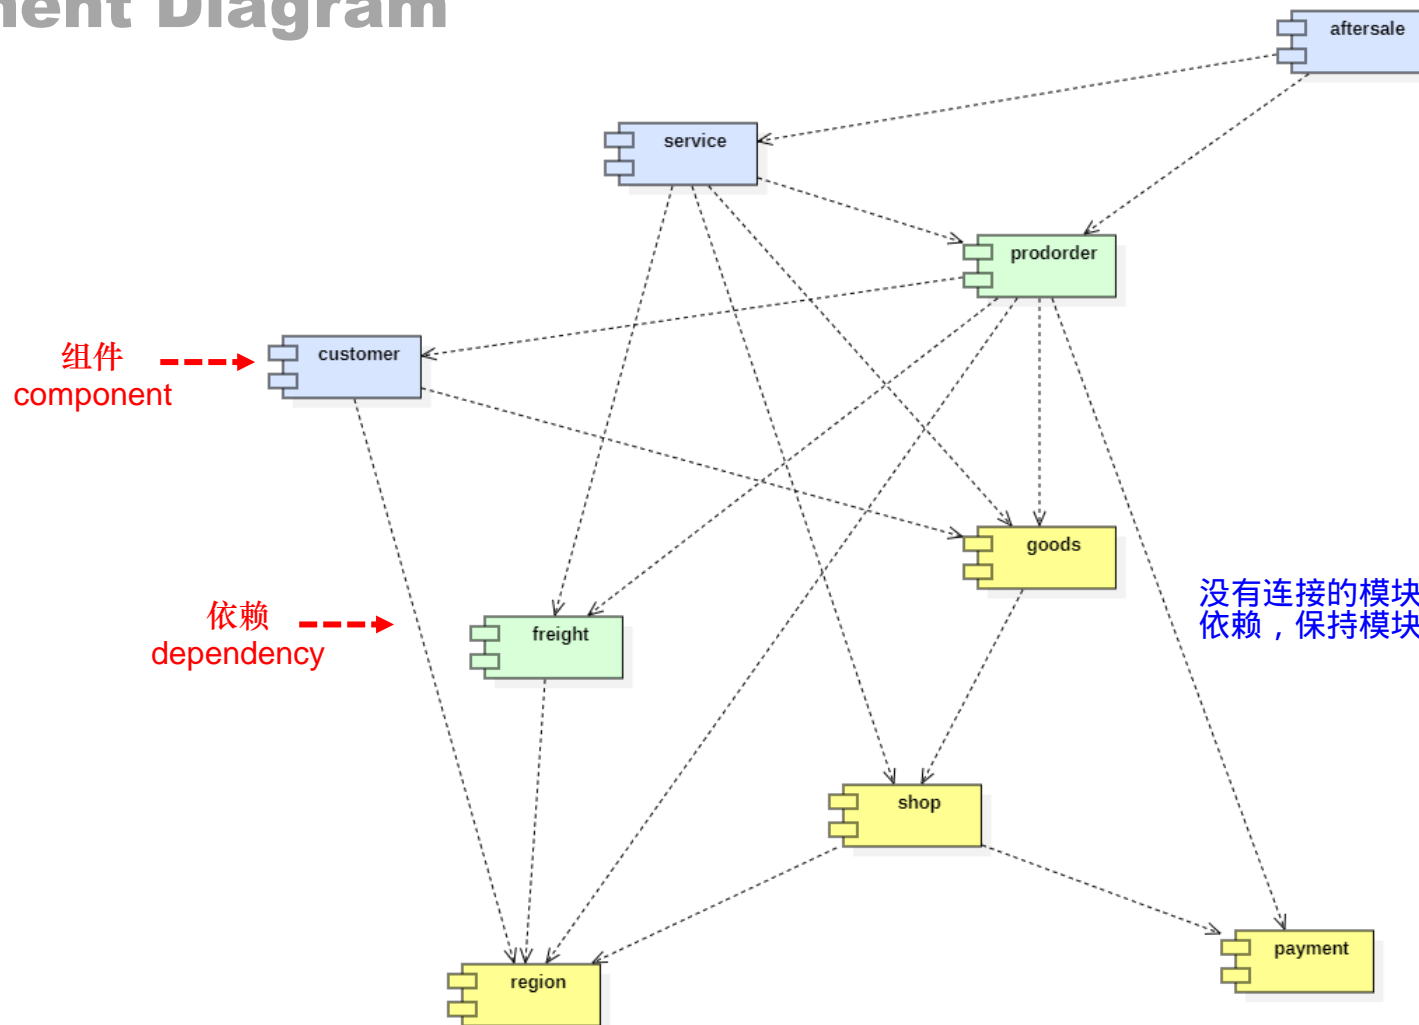 Diagram
aftersale
service
prodorder
组件
component
customer
goods
没有连接的模块
依赖，保持模块
依赖
dependency
freight
shop
payment
region